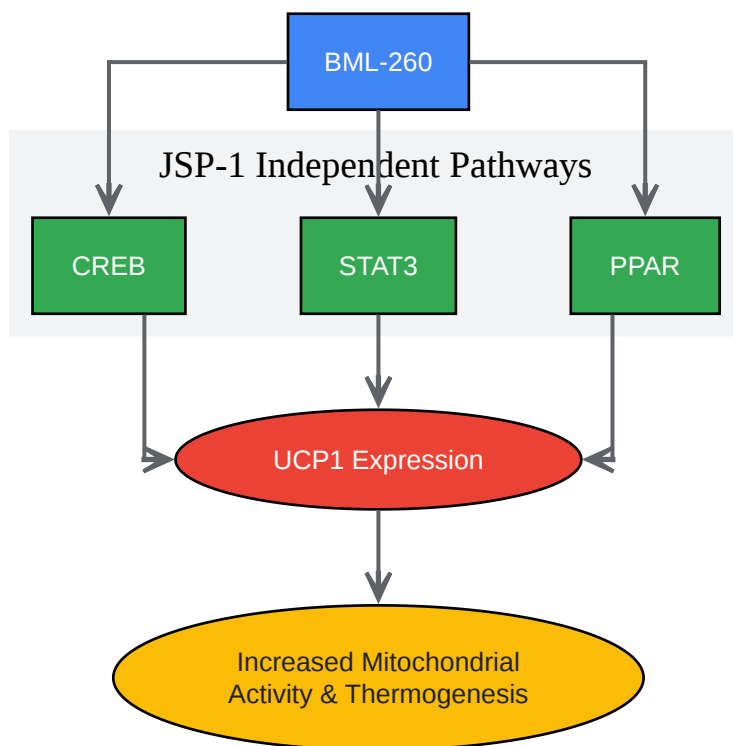 BML-260
JSP-1 Independent Pathways
CREB
STAT3
PPAR
UCP1 Expression
Increased Mitochondrial
Activity & Thermogenesis